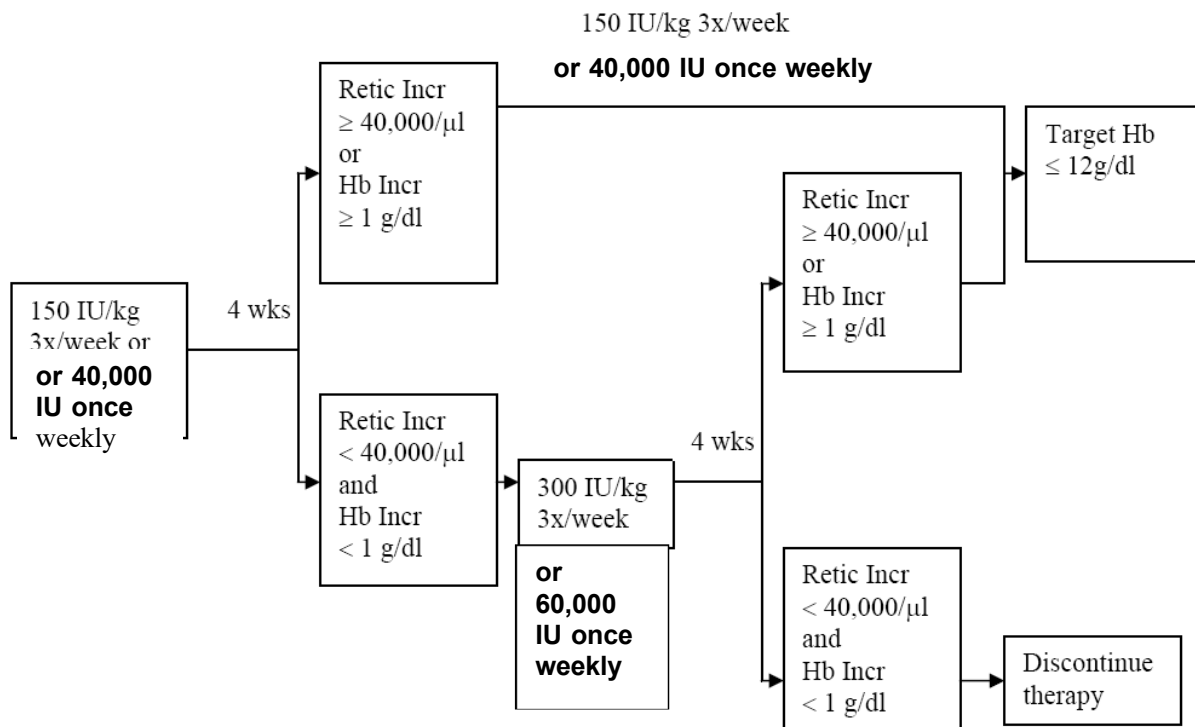 150 IU/kg 3x/week
or 40,000 IU once weekly
Retic Incr
≥ 40,000/µl
or
Hb Incr
≥ 1 g/dl
Target Hb
≤ 12g/dl
Retic Incr
≥ 40,000/µl
or
Hb Incr
≥ 1 g/dl
150 IU/kg
3x/week or
or 40,000
IU once
weekly
4 wks
Retic Incr
< 40,000/µl
and
Hb Incr
< 1 g/dl
300 IU/kg
3x/week
or
60,000
IU once
weekly
4 wks
Retic Incr
< 40,000/µl
and
Hb Incr
< 1 g/dl
Discontinue
therapy